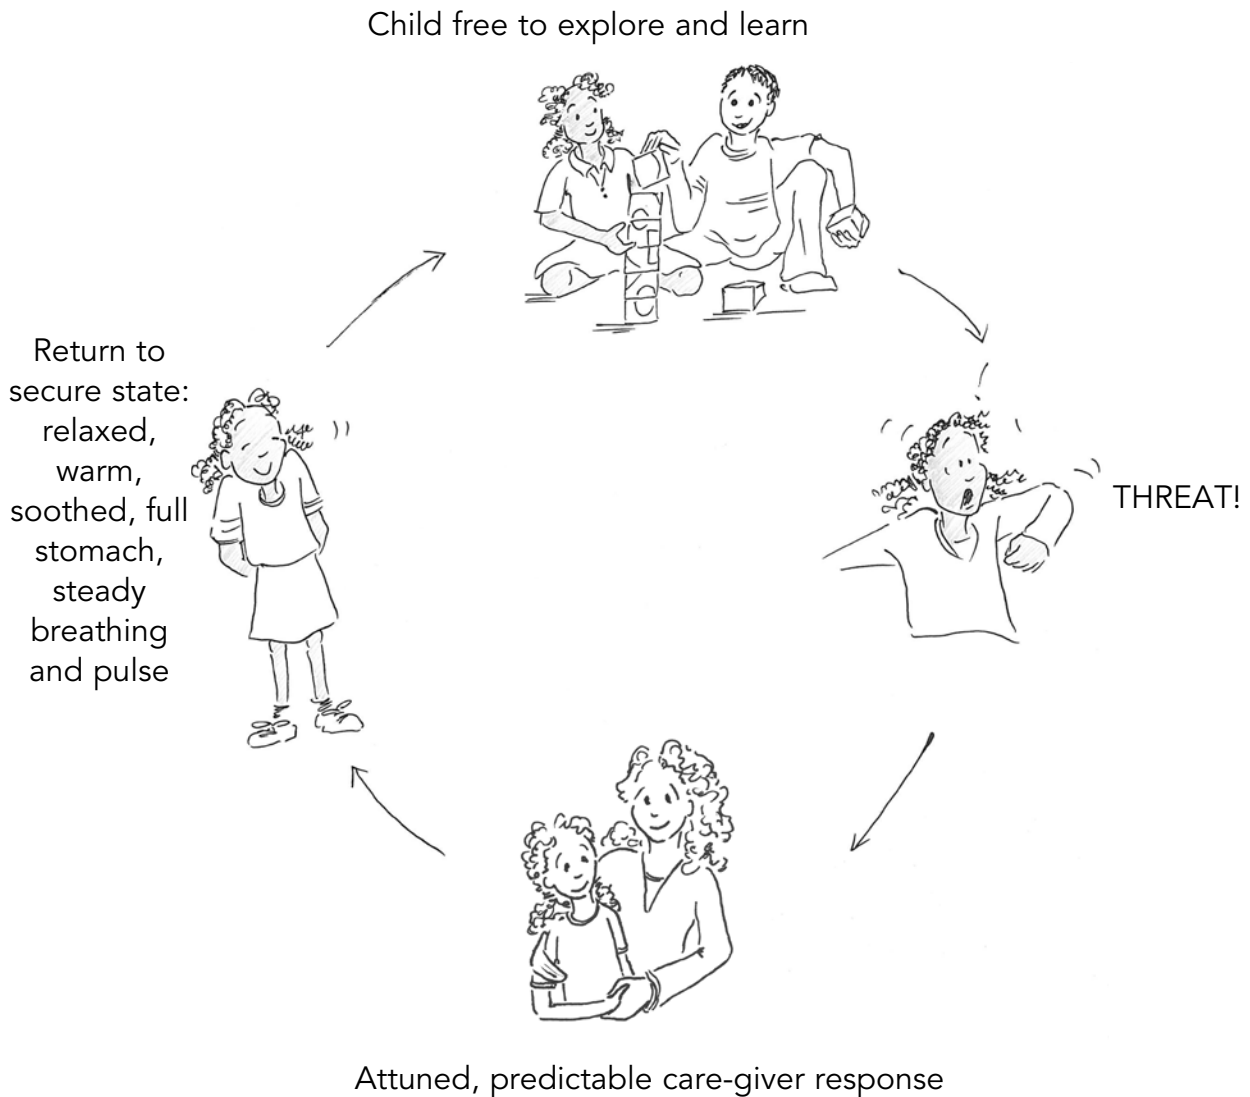 Child free to explore and learn
Return to
secure state:
relaxed,
warm,
soothed, full
stomach,
steady
breathing
and pulse
THREAT!
Attuned, predictable care-giver response